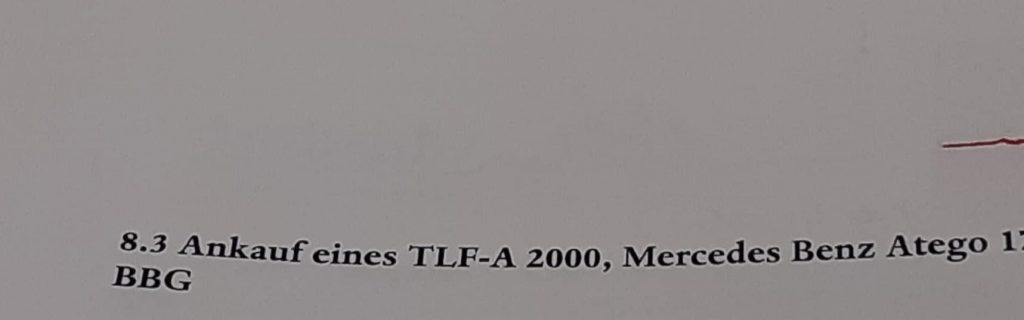 8.3 Ankauf eines TLF-A 2000, Mercedes Benz Atego
BBG